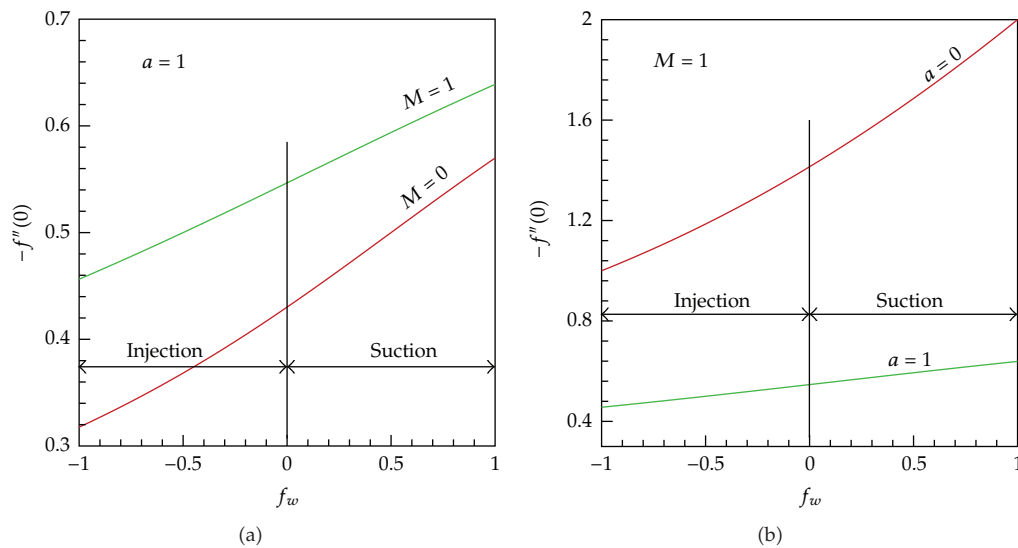 0.7
0.6
0.5
0.4
0.3
−f″(0)
a = 1
M = 1
M = 0
Injection
Suction
−1
−0.5
0
0.5
1
f_w
(a)
2
1.6
1.2
0.8
0.4
−f″(0)
M = 1
a = 0
Injection
Suction
a = 1
−1
−0.5
0
0.5
1
f_w
(b)